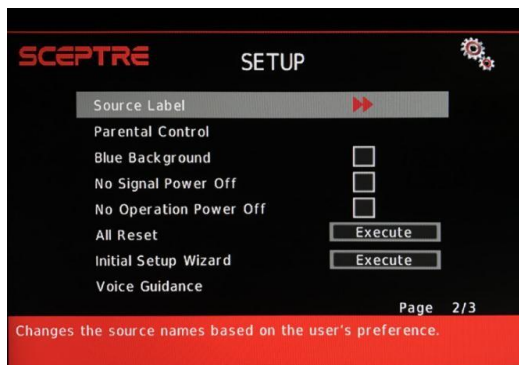 SCEPTRE
SETUP
Source Label
Parental Control
Blue Background
No Signal Power Off
No Operation Power Off
All Reset Execute
Initial Setup Wizard Execute
Voice Guidance
Page 2/3
Changes the source names based on the user's preference.